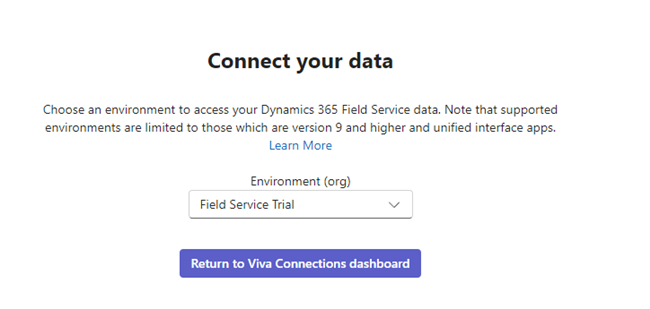 Connect your data
Choose an environment to access your Dynamics 365 Field Service data. Note that supported
environments are limited to those which are version 9 and higher and unified interface apps.
Learn More
Environment (org)
Field Service Trial
Return to Viva Connections dashboard